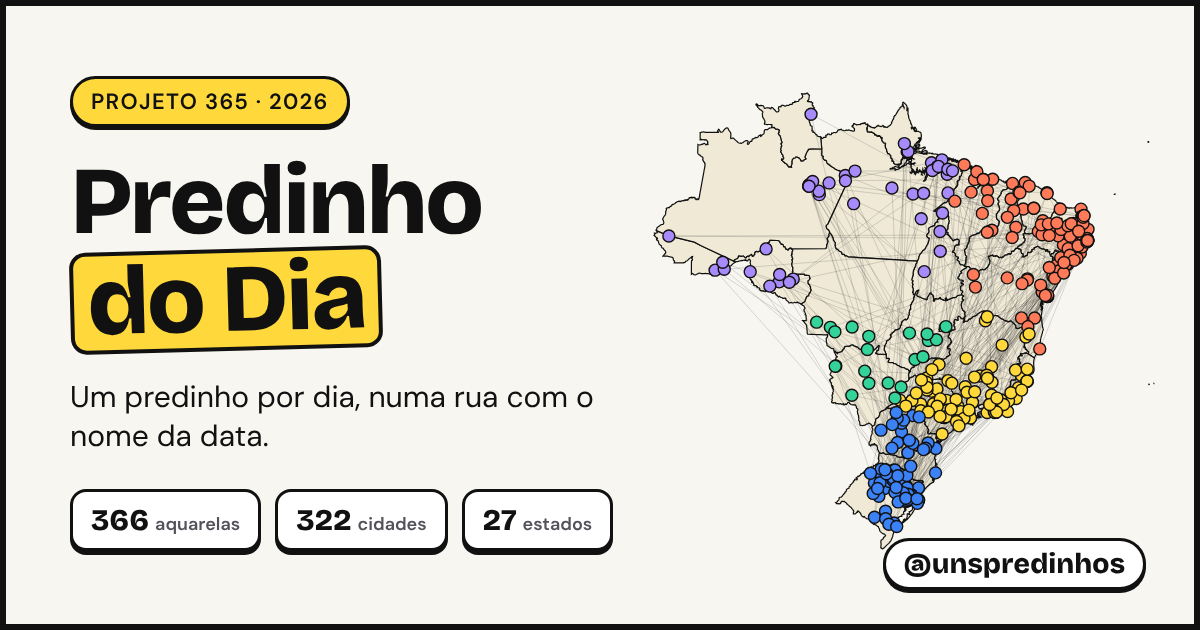 PROJETO 365 · 2026
Predinho
do Dia
Um predinho por dia, numa rua com o
nome da data.
366 aquarelas
322 cidades
27 estados
@unspredinhos